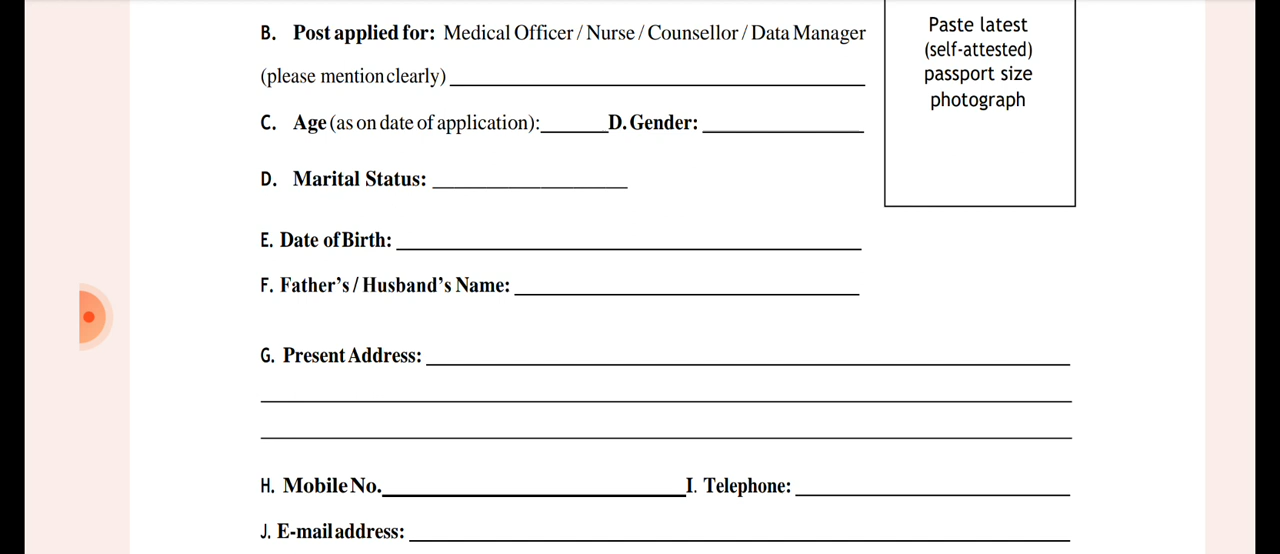 B. Post applied for: Medical Officer / Nurse / Counsellor / Data Manager
(please mention clearly)
C. Age (as on date of application): D. Gender:
D. Marital Status:
E. Date of Birth:
F. Father's / Husband's Name:
G. Present Address:
H. Mobile No. I. Telephone:
J. E-mail address:
Paste latest
(self-attested)
passport size
photograph